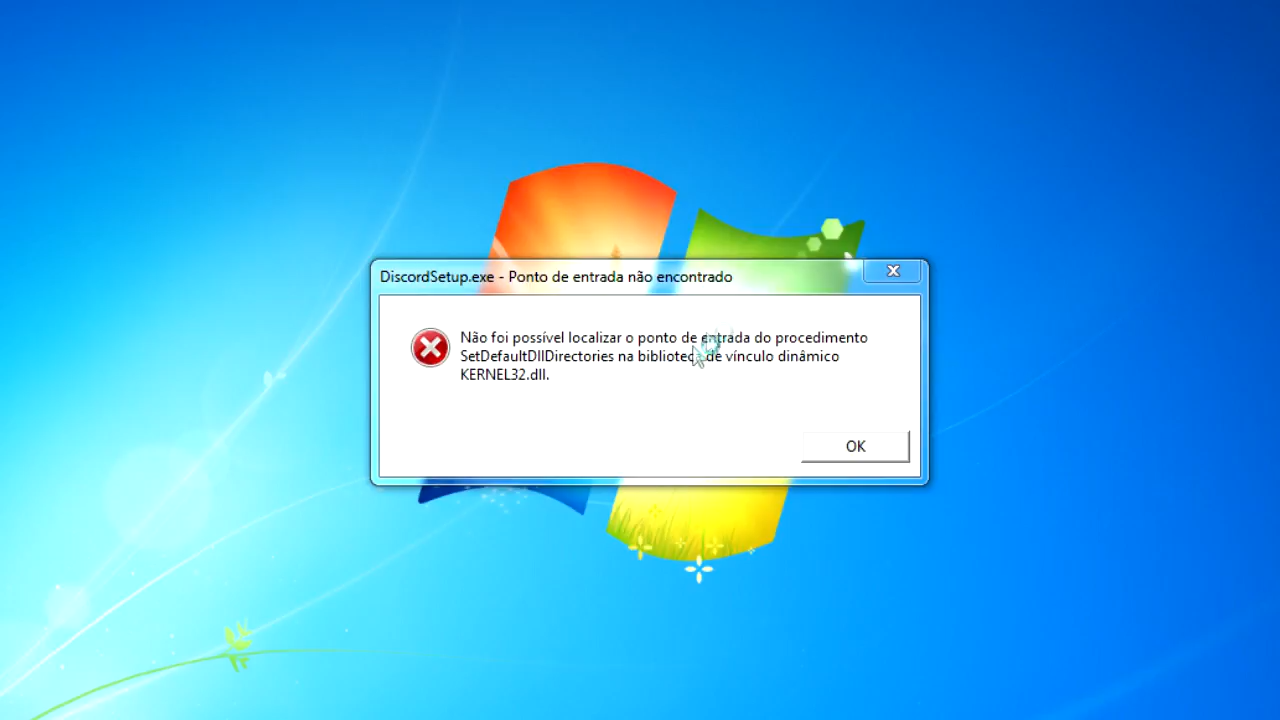 DiscordSetup.exe - Ponto de entrada não encontrado
Não foi possível localizar o ponto de entrada do procedimento
SetDefaultDllDirectories na biblioteca de vínculo dinâmico
KERNEL32.dll.
OK